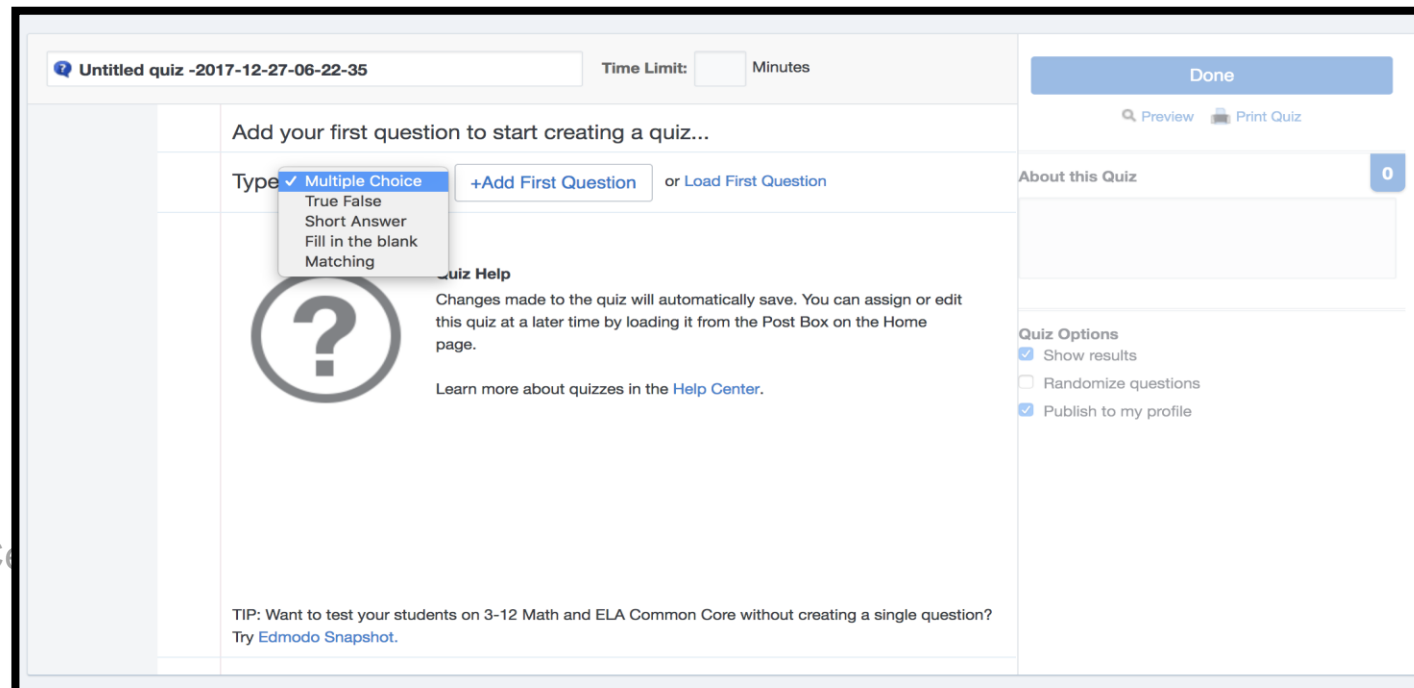 Untitled quiz -2017-12-27-06-22-35
Time Limit: Minutes
Done
Preview Print Quiz
Add your first question to start creating a quiz...
Type ✓ Multiple Choice +Add First Question or Load First Question
True False
Short Answer
Fill in the blank
Matching
About this Quiz 0
Quiz Help
Changes made to the quiz will automatically save. You can assign or edit
this quiz at a later time by loading it from the Post Box on the Home
page.
Learn more about quizzes in the Help Center.
?
Quiz Options
Show results
Randomize questions
Publish to my profile
TIP: Want to test your students on 3-12 Math and ELA Common Core without creating a single question?
Try Edmodo Snapshot.